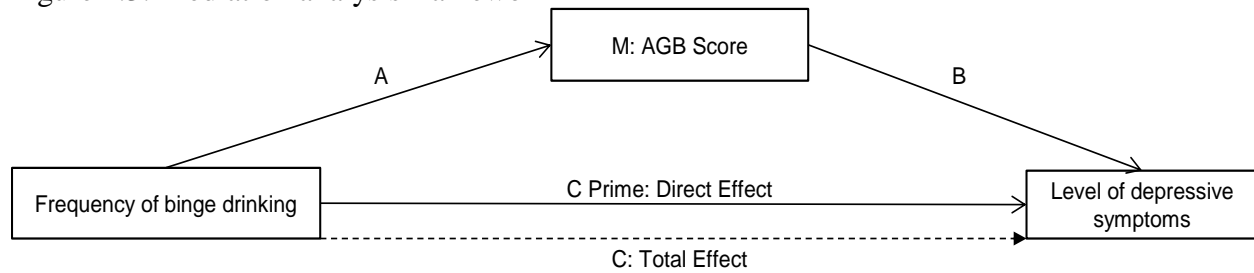 M: AGB Score
A
B
Frequency of binge drinking
C Prime: Direct Effect
Level of depressive
symptoms
C: Total Effect